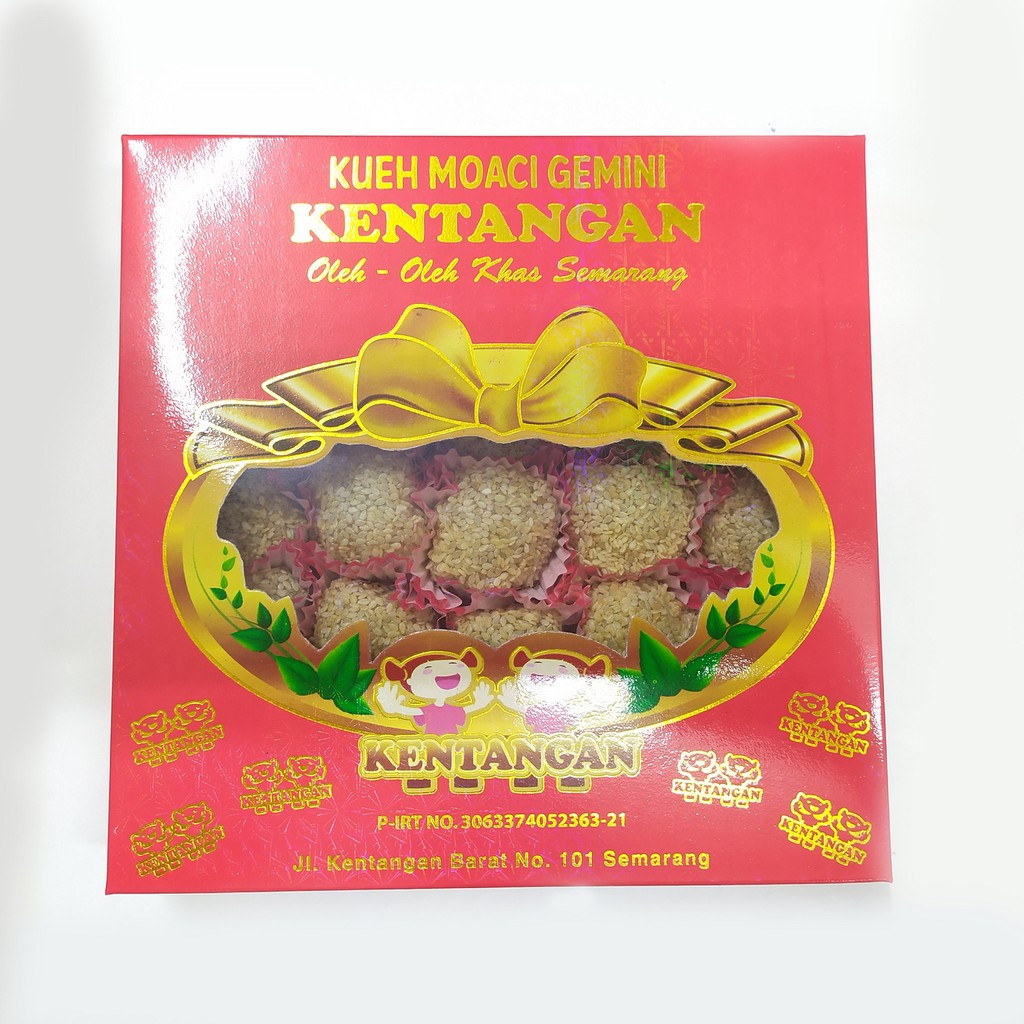 KUEH MOACI GEMINI
KENTANGAN
Oleh - Oleh Khas Semarang
KENTANGAN
KENTANGAN
KENTANGAN
KENTANGAN
KENTANGAN
KENTANGAN
KENTANGAN
P-IRT NO. 3063374052363-21
Jl. Kentangan Barat No. 101 Semarang